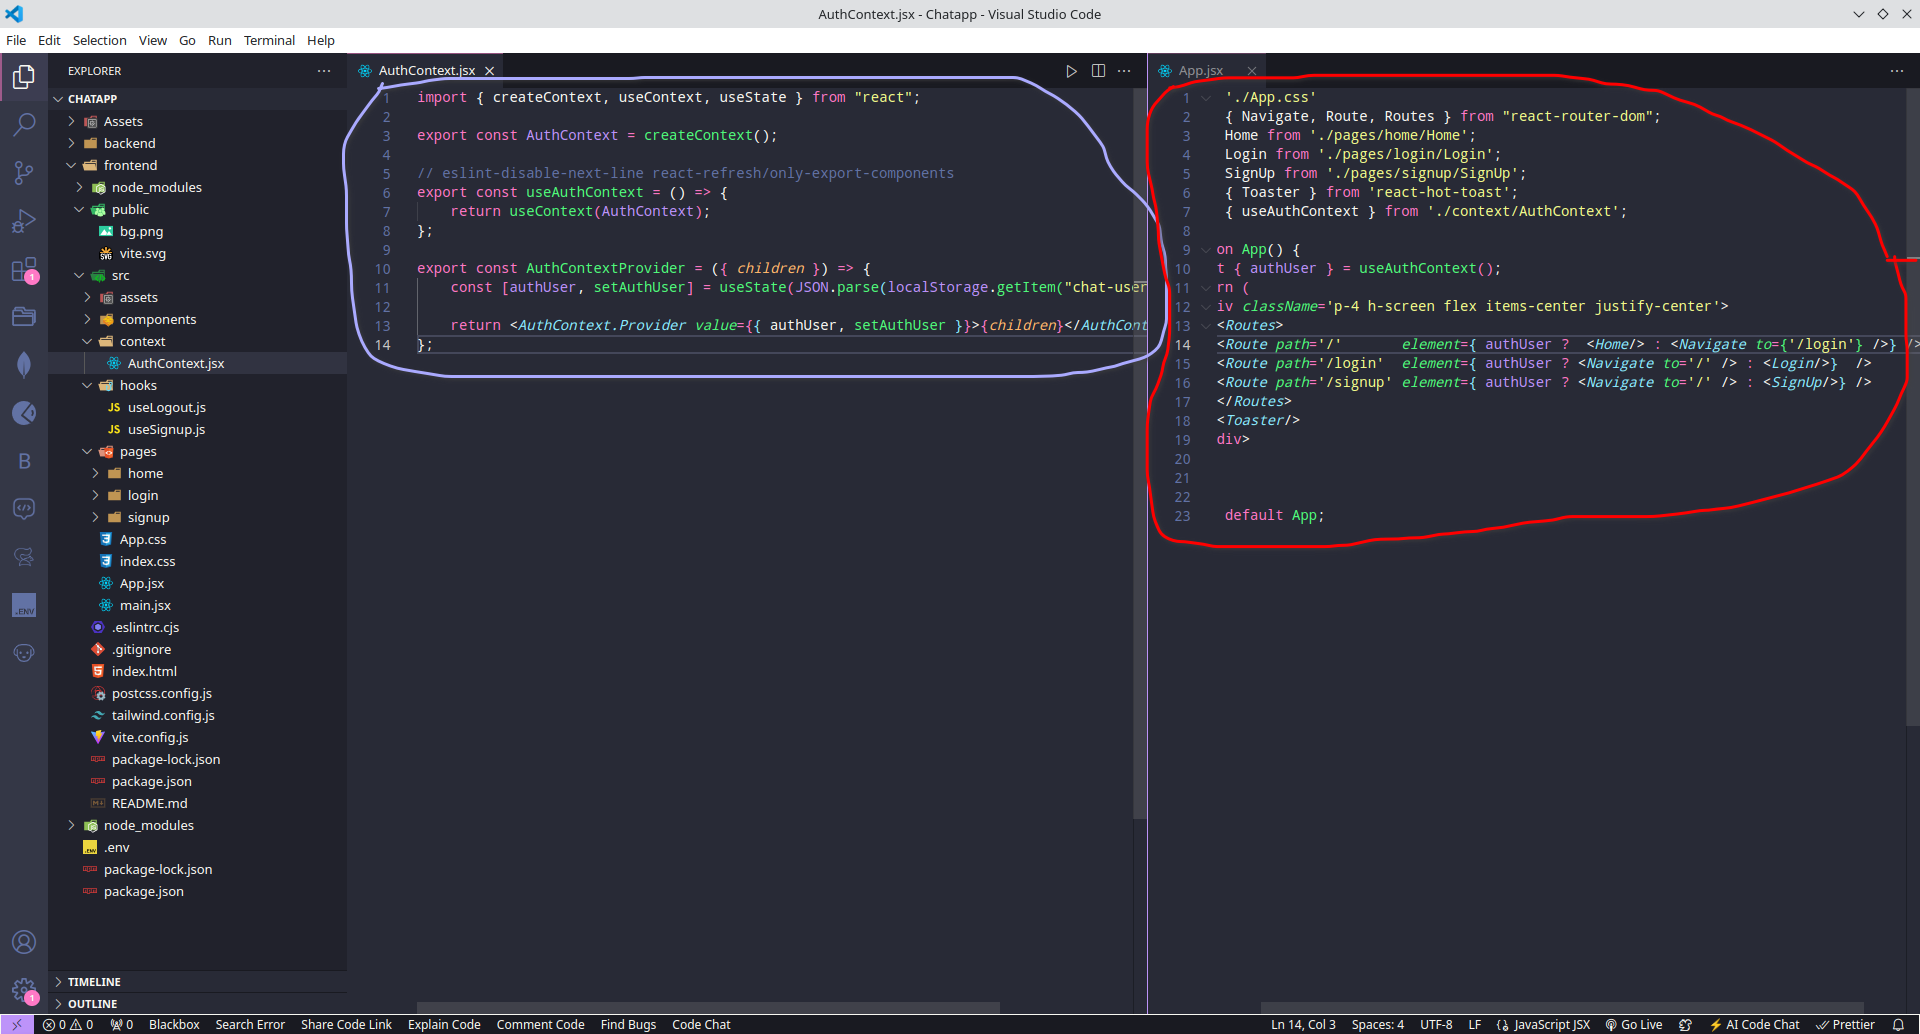 AuthContext.jsx - Chatapp - Visual Studio Code
File Edit Selection View Go Run Terminal Help
EXPLORER
CHATAPP
Assets
backend
frontend
node_modules
public
bg.png
vite.svg
src
assets
components
context
AuthContext.jsx
hooks
JS useLogout.js
JS useSignup.js
pages
home
login
signup
App.css
index.css
App.jsx
main.jsx
.eslintrc.cjs
.gitignore
index.html
postcss.config.js
tailwind.config.js
vite.config.js
package-lock.json
package.json
README.md
node_modules
.env
package-lock.json
package.json
TIMELINE
OUTLINE
1
B
.ENV
1
AuthContext.jsx
1 import { createContext, useContext, useState } from "react";
2
3 export const AuthContext = createContext();
4
5 // eslint-disable-next-line react-refresh/only-export-components
6 export const useAuthContext = () => {
7 return useContext(AuthContext);
8 };
9
10 export const AuthContextProvider = ({ children }) => {
11 const [authUser, setAuthUser] = useState(JSON.parse(localStorage.getItem("chat-user
12
13 return <AuthContext.Provider value={{ authUser, setAuthUser }}>{children}</AuthCont
14 };
App.jsx
1 './App.css'
2 { Navigate, Route, Routes } from "react-router-dom";
3 Home from './pages/home/Home';
4 Login from './pages/login/Login';
5 SignUp from './pages/signup/SignUp';
6 { Toaster } from 'react-hot-toast';
7 { useAuthContext } from './context/AuthContext';
8
9 on App() {
10 t { authUser } = useAuthContext();
11 rn (
12 iv className='p-4 h-screen flex items-center justify-center'>
13 <Routes>
14 <Route path='/' element={ authUser ? <Home/> : <Navigate to={'/login'} />} />
15 <Route path='/login' element={ authUser ? <Navigate to='/' /> : <Login/>} />
16 <Route path='/signup' element={ authUser ? <Navigate to='/' /> : <SignUp/>} />
17 </Routes>
18 <Toaster/>
19 div>
20
21
22
23 default App;
0 0 0 Blackbox Search Error Share Code Link Explain Code Comment Code Find Bugs Code Chat Ln 14, Col 3 Spaces: 4 UTF-8 LF JavaScript JSX Go Live AI Code Chat Prettier